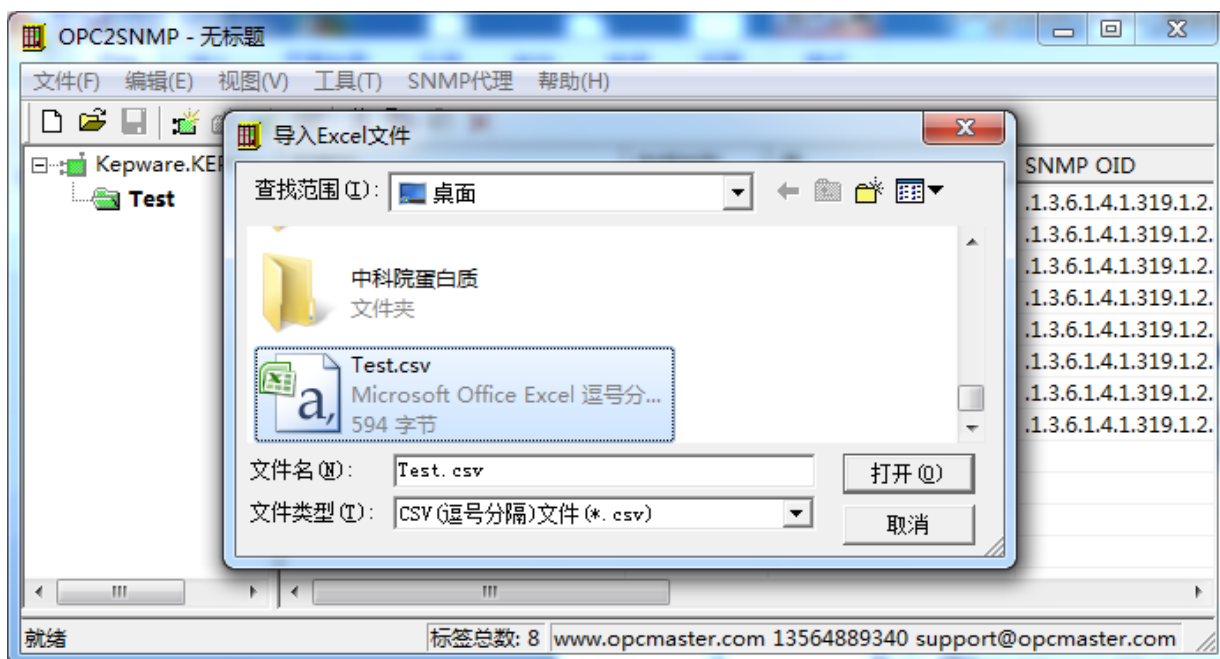 OPC2SNMP - 无标题
文件(F) 编辑(E) 视图(V) 工具(T) SNMP代理 帮助(H)
导入Excel文件
Kepware.KEP
SNMP OID
Test
查找范围(I): 桌面
.1.3.6.1.4.1.319.1.2.
.1.3.6.1.4.1.319.1.2.
.1.3.6.1.4.1.319.1.2.
.1.3.6.1.4.1.319.1.2.
.1.3.6.1.4.1.319.1.2.
.1.3.6.1.4.1.319.1.2.
.1.3.6.1.4.1.319.1.2.
.1.3.6.1.4.1.319.1.2.
中科院蛋白质
文件夹
Test.csv
Microsoft Office Excel 逗号分...
594 字节
文件名(N): Test.csv 打开(O)
文件类型(T): CSV(逗号分隔)文件(*.csv) 取消
就绪 标签总数: 8 www.opcmaster.com 13564889340 support@opcmaster.com